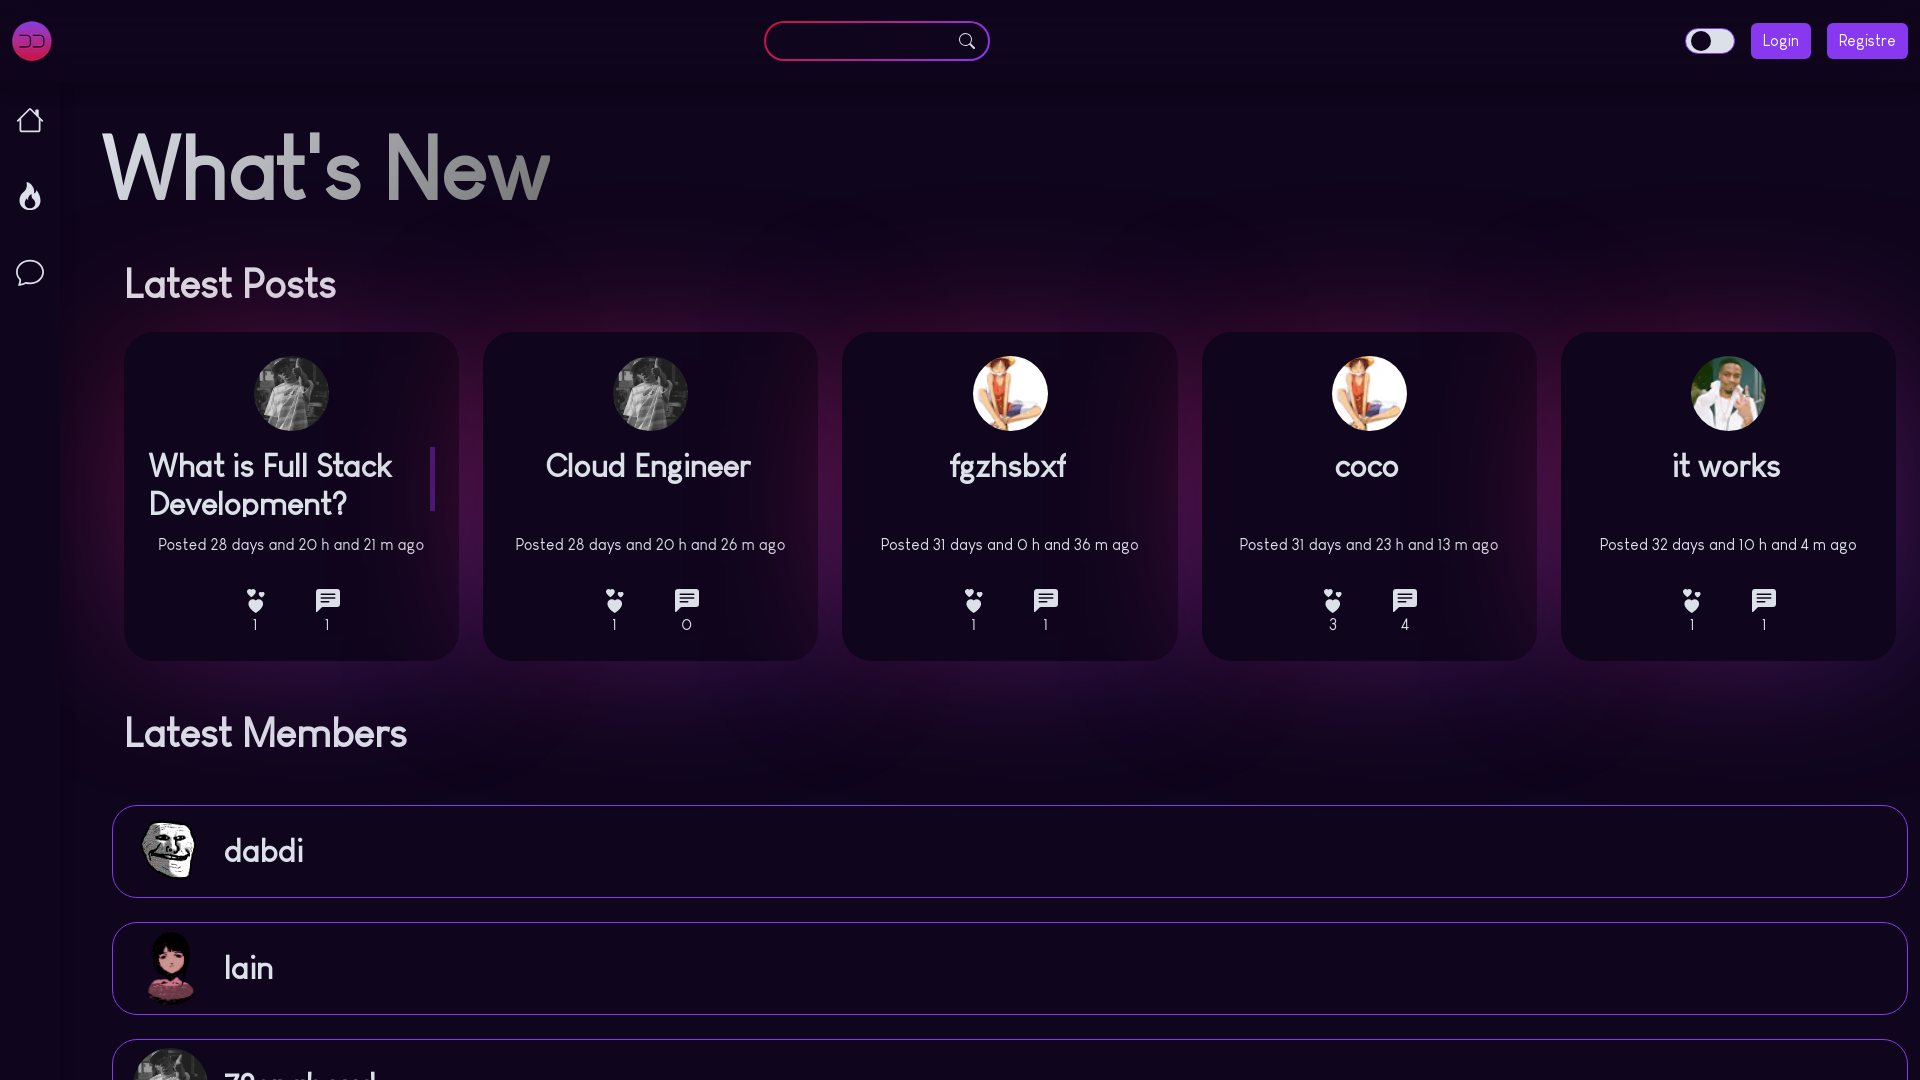 Login
Registre
What's New
Latest Posts
What is Full Stack
Development?
Posted 28 days and 20 h and 21 m ago
1
1
Cloud Engineer
Posted 28 days and 20 h and 26 m ago
1
0
fgzhsbxf
Posted 31 days and 0 h and 36 m ago
1
1
coco
Posted 31 days and 23 h and 13 m ago
3
4
it works
Posted 32 days and 10 h and 4 m ago
1
1
Latest Members
dabdi
lain